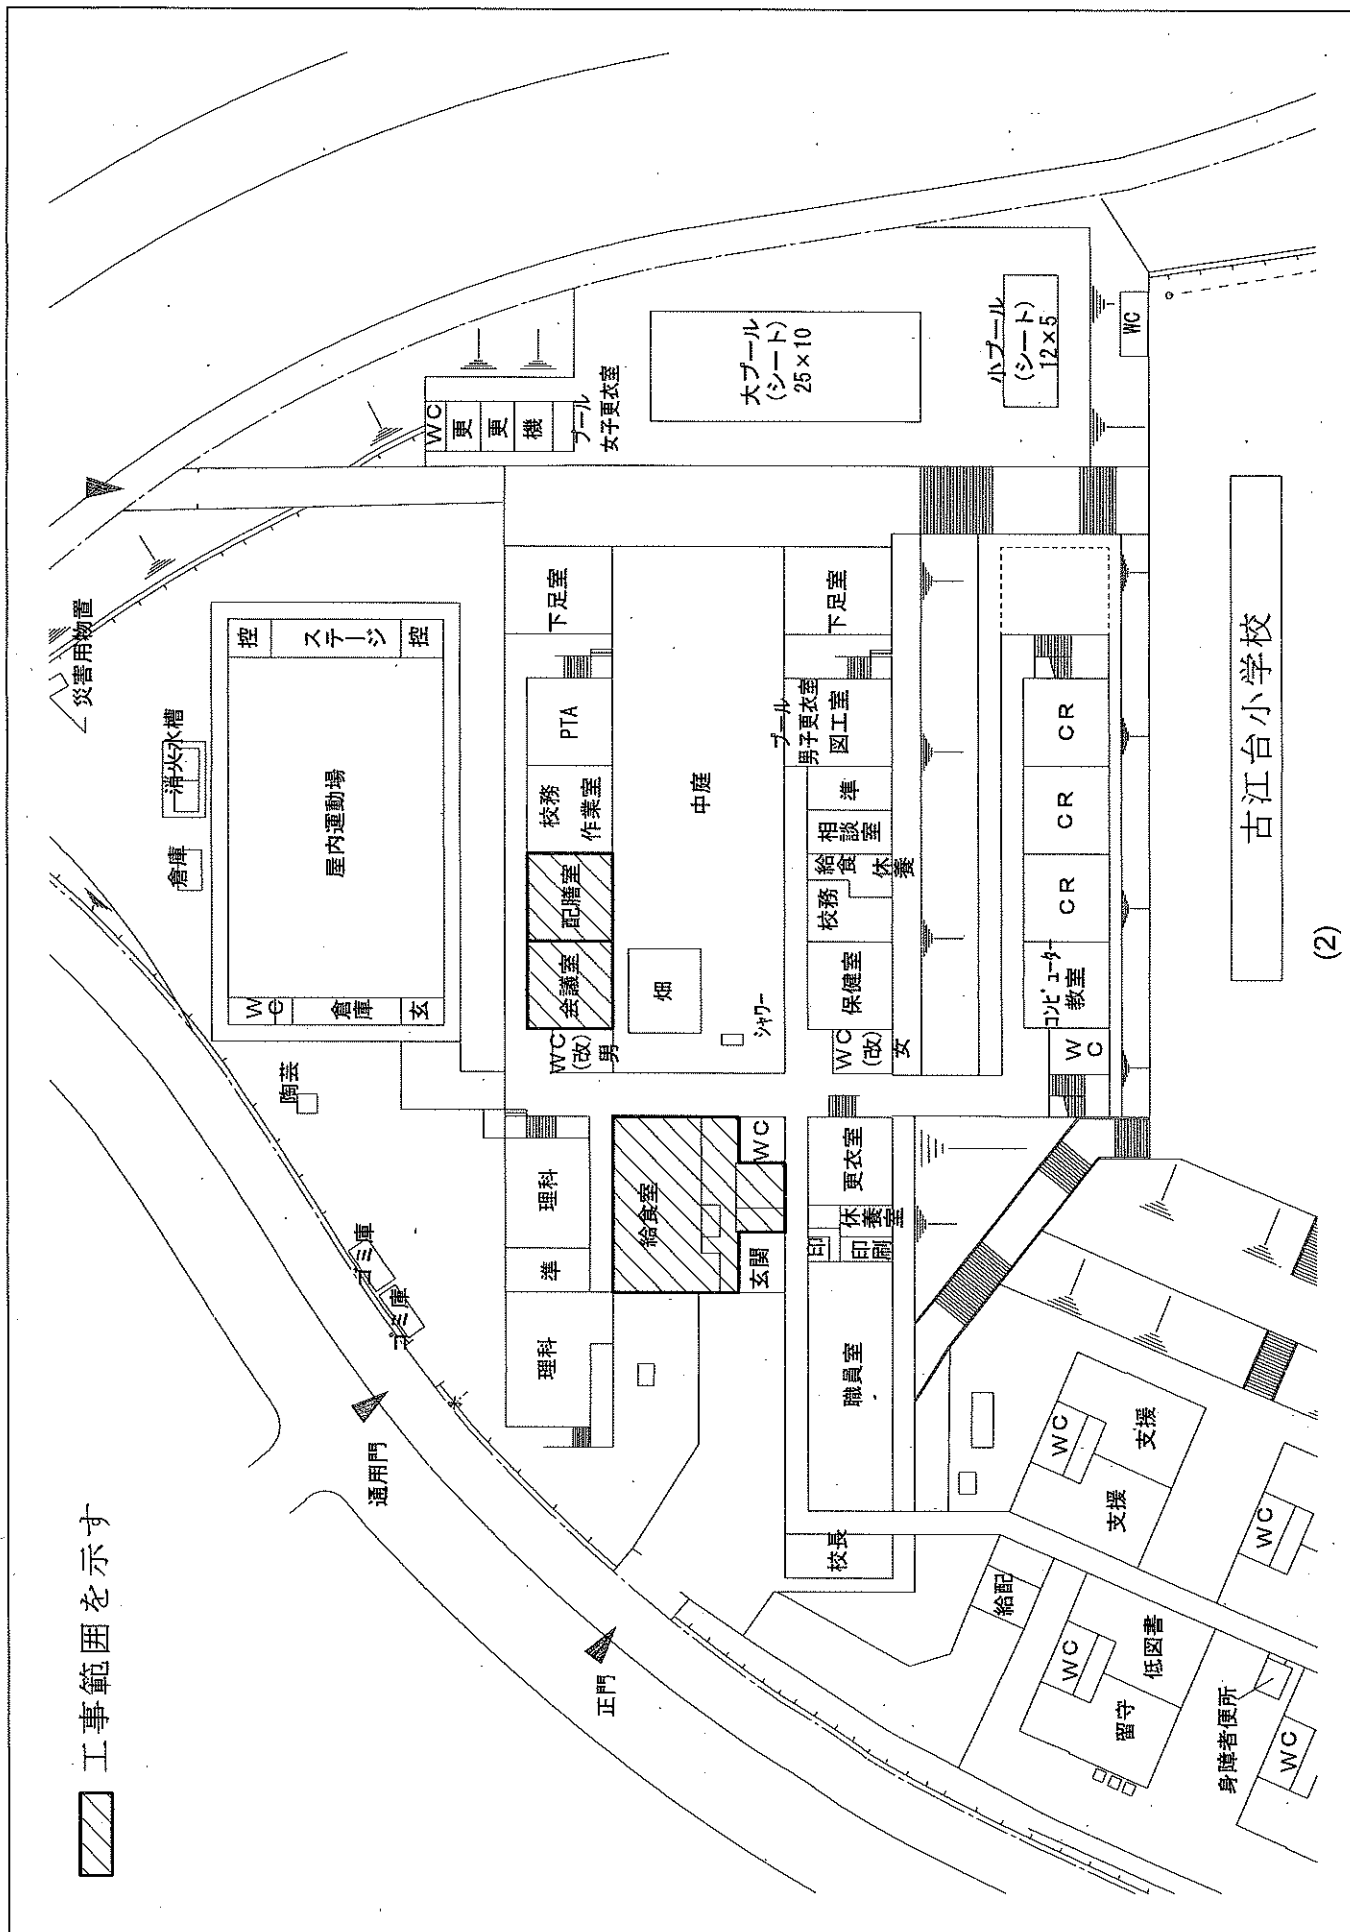 工事範囲を示す
災害用物置
消火水槽
倉庫
陶芸
ゴミ庫
ゴミ庫
通用門
正門
WC
倉庫
玄
屋内運動場
控
ステージ
控
理科
準
理科
WC
(改)
男
会議室
配膳室
校務
作業室
PTA
下足室
WC
更
更
機
プール
女子更衣室
給食室
WC
玄関
畑
シャワー
中庭
大プール
(シート)
25×10
小プール
(シート)
12×5
WC
校長
職員室
印
印刷
休養室
更衣室
WC
(改)
女
保健室
校務
給食
休養
相談室
準
プール
男子更衣室
図工室
下足室
WC
コンピューター
教室
CR
CR
CR
給配
WC
支援
支援
WC
留守
低図書
WC
身障者便所
WC
古江台小学校
(2)